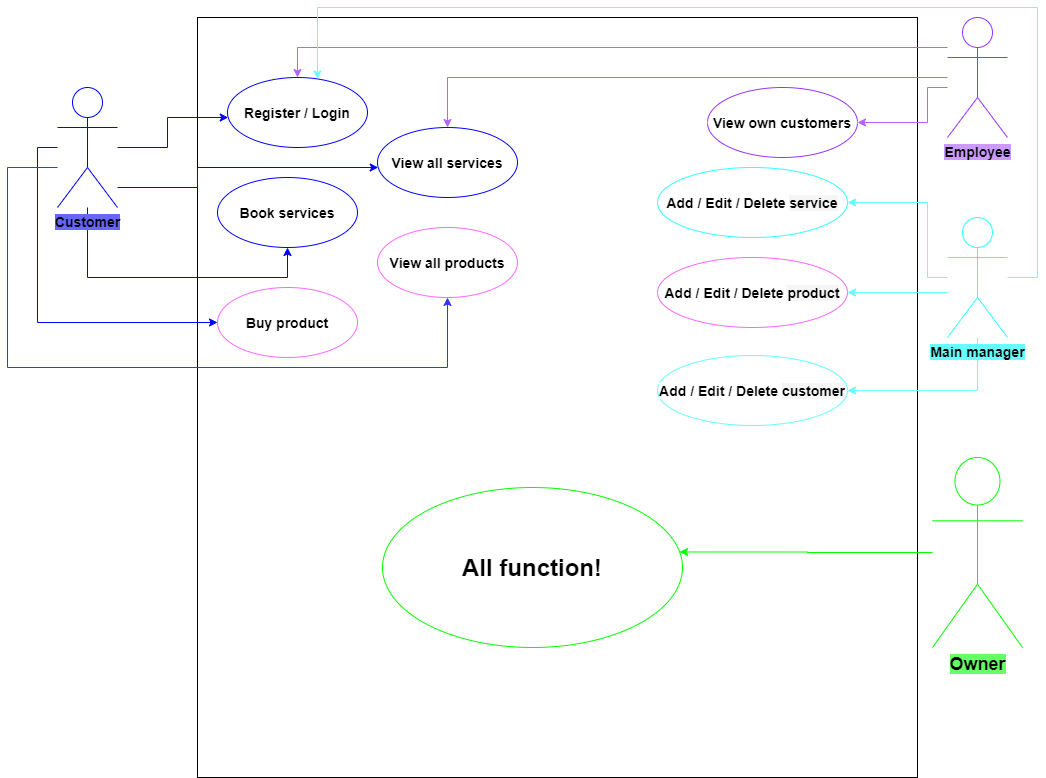 Register / Login
View own customers
Employee
View all services
Add / Edit / Delete service
Book services
Customer
View all products
Add / Edit / Delete product
Buy product
Main manager
Add / Edit / Delete customer
All function!
Owner